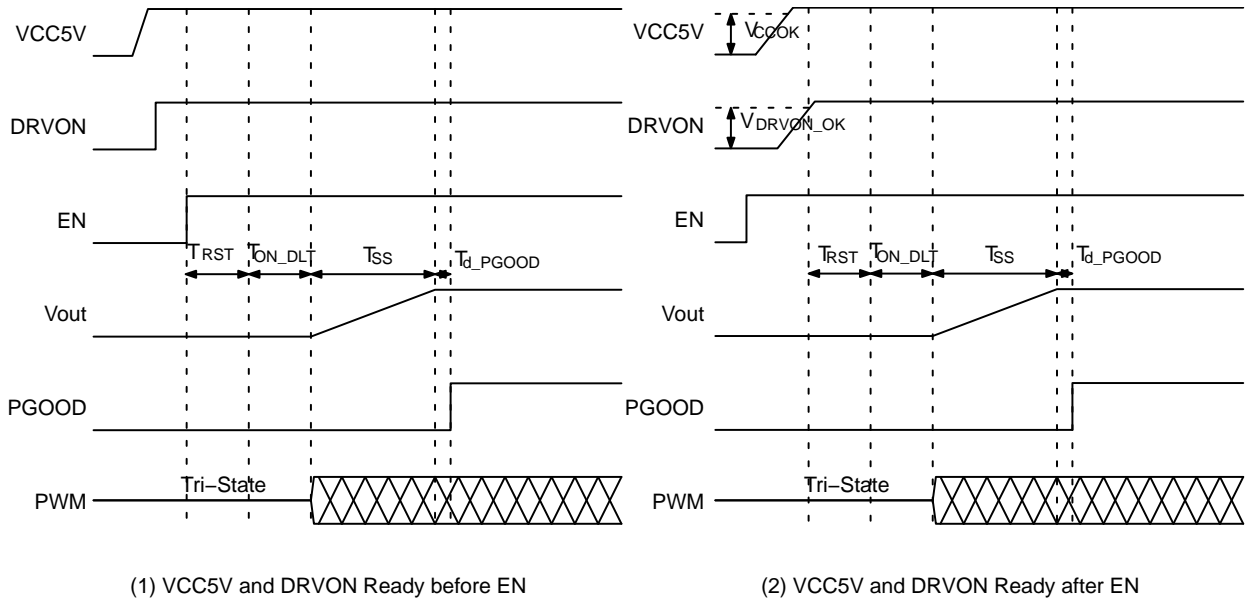 VCC5V
DRVON
EN
TRST TON_DLT TSS Td_PGOOD
Vout
PGOOD
PWM Tri−State
(1) VCC5V and DRVON Ready before EN
VCC5V VCCOK
DRVON VDRVON_OK
EN
TRST TON_DLT TSS Td_PGOOD
Vout
PGOOD
PWM Tri−State
(2) VCC5V and DRVON Ready after EN